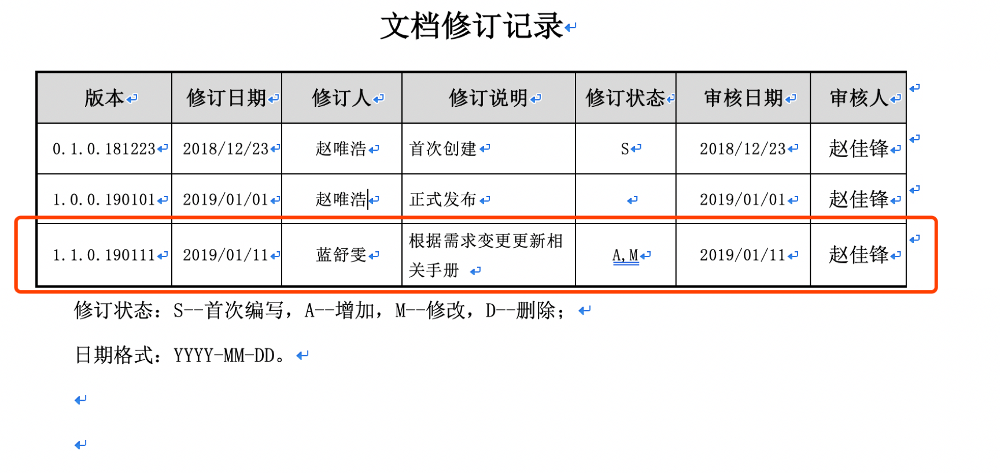 文档修订记录
版本 修订日期 修订人 修订说明 修订状态 审核日期 审核人
0.1.0.181223 2018/12/23 赵唯浩 首次创建 S 2018/12/23 赵佳锋
1.0.0.190101 2019/01/01 赵唯浩 正式发布 2019/01/01 赵佳锋
1.1.0.190111 2019/01/11 蓝舒雯 根据需求变更更新相
关手册 A,M 2019/01/11 赵佳锋
修订状态：S--首次编写，A--增加，M--修改，D--删除；
日期格式：YYYY-MM-DD。